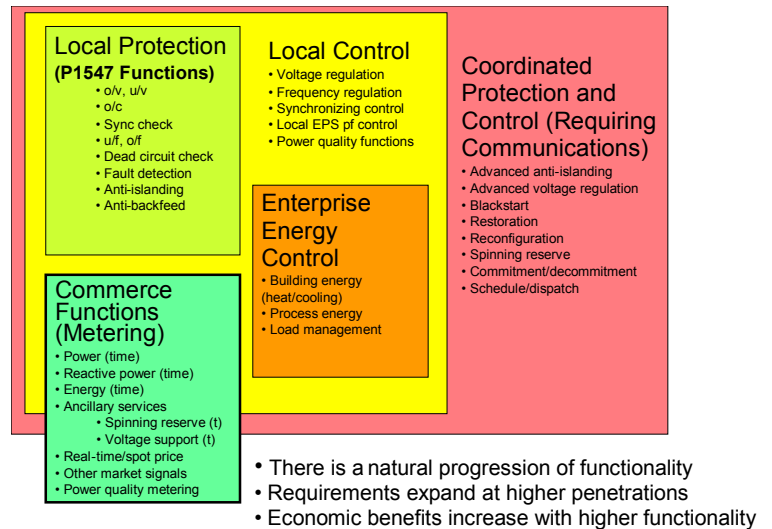 Local Protection
(P1547 Functions)
• o/v, u/v
• o/c
• Sync check
• u/f, o/f
• Dead circuit check
• Fault detection
• Anti-islanding
• Anti-backfeed
Local Control
• Voltage regulation
• Frequency regulation
• Synchronizing control
• Local EPS pf control
• Power quality functions
Coordinated
Protection and
Control (Requiring
Communications)
• Advanced anti-islanding
• Advanced voltage regulation
• Blackstart
• Restoration
• Reconfiguration
• Spinning reserve
• Commitment/decommitment
• Schedule/dispatch
Enterprise
Energy
Control
• Building energy
(heat/cooling)
• Process energy
• Load management
Commerce
Functions
(Metering)
• Power (time)
• Reactive power (time)
• Energy (time)
• Ancillary services
• Spinning reserve (t)
• Voltage support (t)
• Real-time/spot price
• Other market signals
• Power quality metering
• There is a natural progression of functionality
• Requirements expand at higher penetrations
• Economic benefits increase with higher functionality